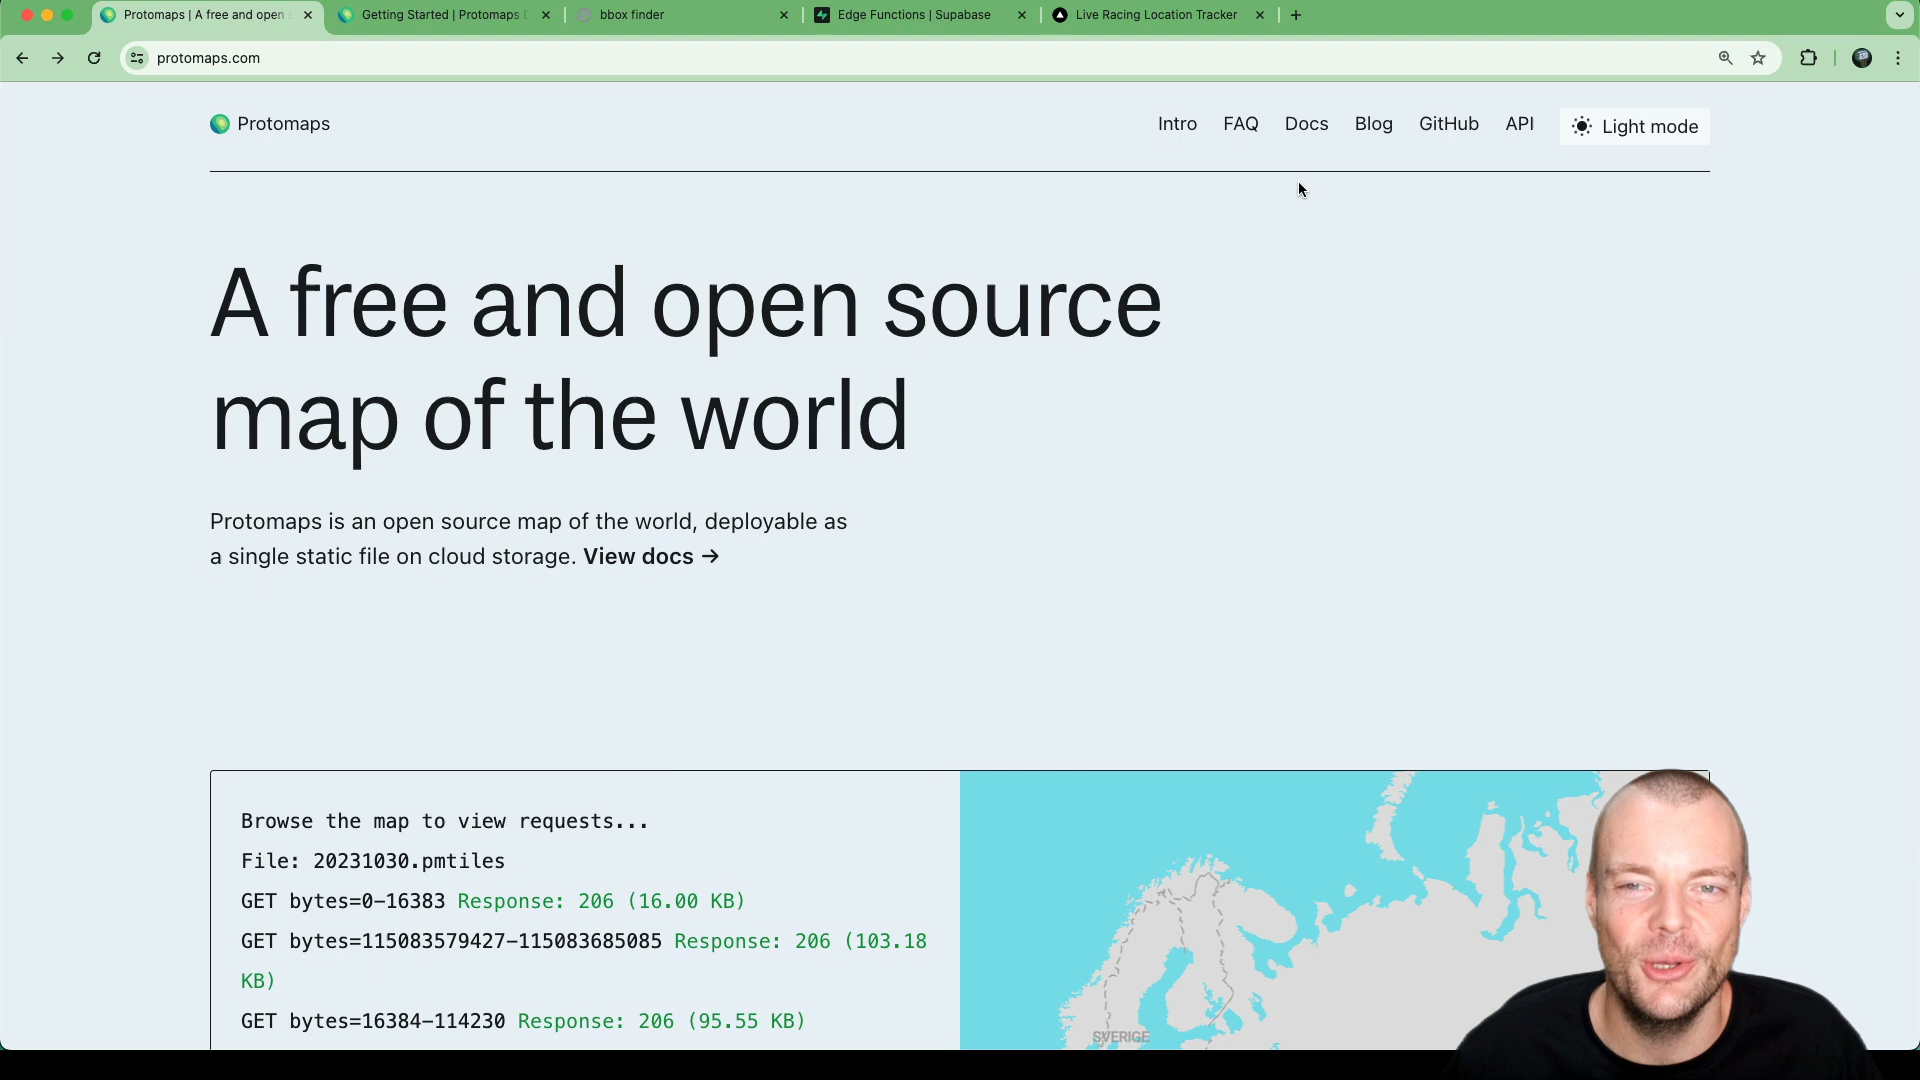 Protomaps | A free and open
Getting Started | Protomaps D
bbox finder
Edge Functions | Supabase
Live Racing Location Tracker
protomaps.com
Protomaps
Intro
FAQ
Docs
Blog
GitHub
API
Light mode
A free and open source
map of the world
Protomaps is an open source map of the world, deployable as
a single static file on cloud storage. View docs →
Browse the map to view requests...
File: 20231030.pmtiles
GET bytes=0-16383 Response: 206 (16.00 KB)
GET bytes=115083579427-115083685085 Response: 206 (103.18
KB)
GET bytes=16384-114230 Response: 206 (95.55 KB)
SVERIGE